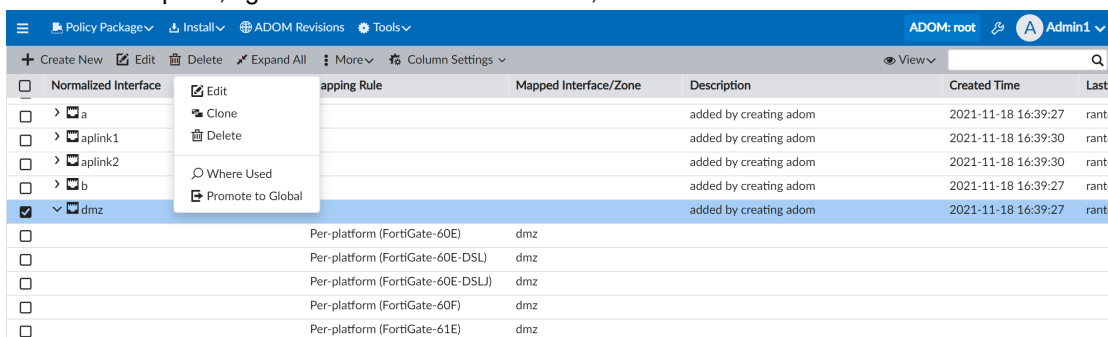 Policy Package Install ADOM Revisions Tools ADOM: root A Admin1
Create New Edit Delete Expand All More Column Settings View
Normalized Interface apping Rule Mapped Interface/Zone Description Created Time Last
Edit
a added by creating adom 2021-11-18 16:39:27 rant
Clone
aplink1 added by creating adom 2021-11-18 16:39:30 rant
Delete
aplink2 added by creating adom 2021-11-18 16:39:30 rant
Where Used
b added by creating adom 2021-11-18 16:39:27 rant
Promote to Global
dmz added by creating adom 2021-11-18 16:39:27 rant
Per-platform (FortiGate-60E) dmz
Per-platform (FortiGate-60E-DSL) dmz
Per-platform (FortiGate-60E-DSLJ) dmz
Per-platform (FortiGate-60F) dmz
Per-platform (FortiGate-61E) dmz